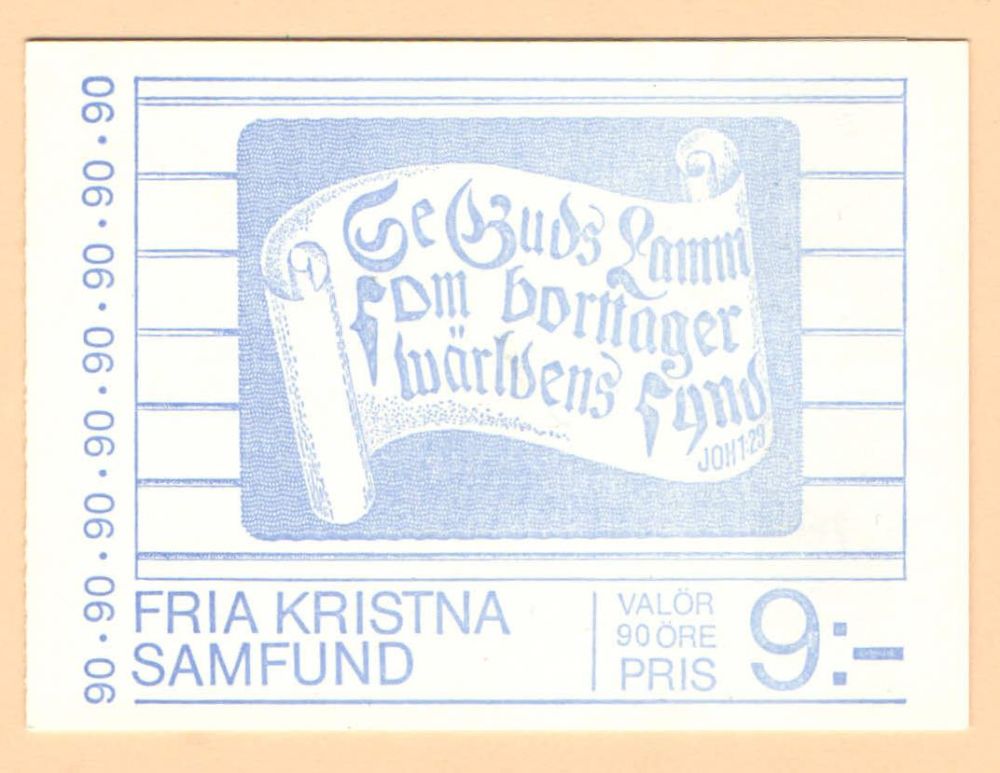 90 · 90 · 90 · 90 · 90 · 90 · 90 · 90
Se Guds Lamm
som borttager
wärldens synd
JOH 1·29
FRIA KRISTNA
SAMFUND
VALÖR
90 ÖRE
PRIS
9:-